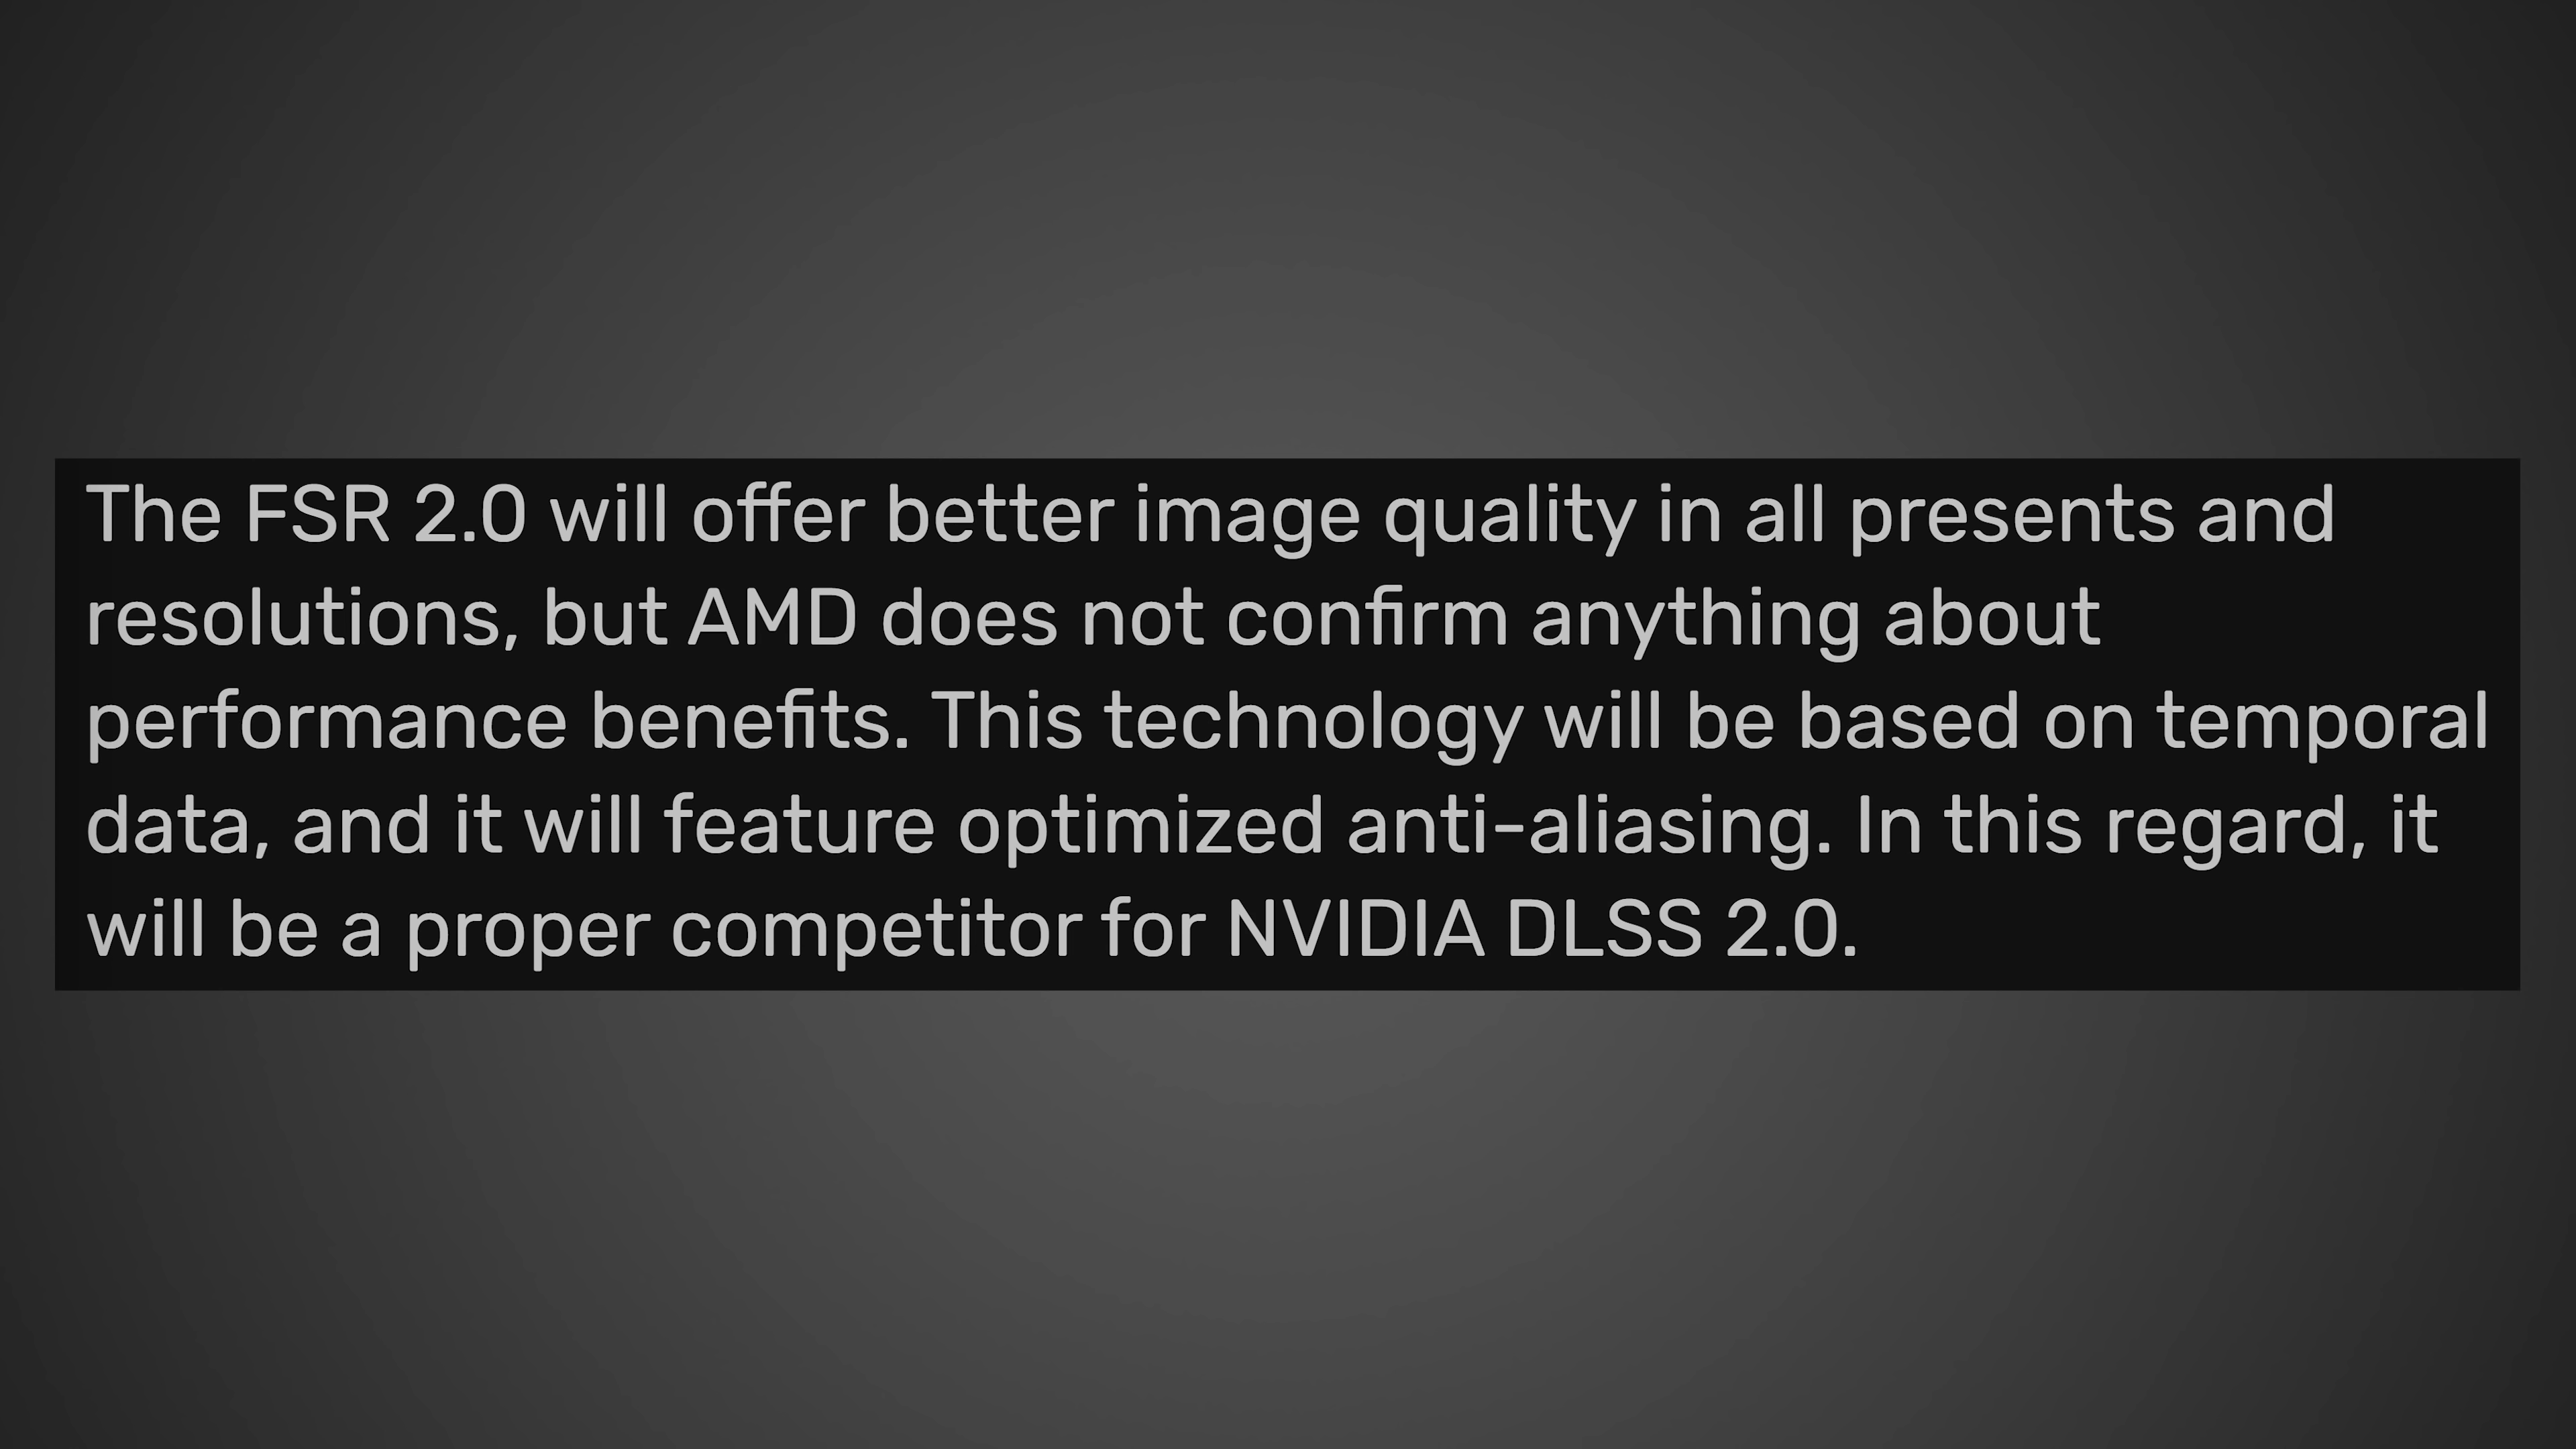 The FSR 2.0 will offer better image quality in all presents and
resolutions, but AMD does not confirm anything about
performance benefits. This technology will be based on temporal
data, and it will feature optimized anti-aliasing. In this regard, it
will be a proper competitor for NVIDIA DLSS 2.0.